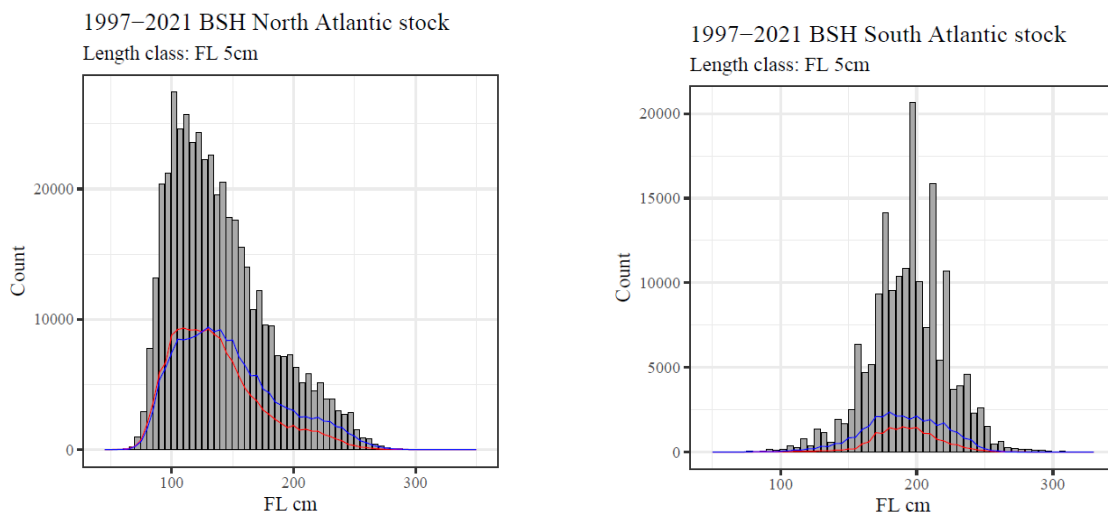 1997−2021 BSH North Atlantic stock
Length class: FL 5cm
20000
10000
0
Count
100
200
300
FL cm
1997−2021 BSH South Atlantic stock
Length class: FL 5cm
20000
15000
10000
5000
0
Count
100
200
300
FL cm